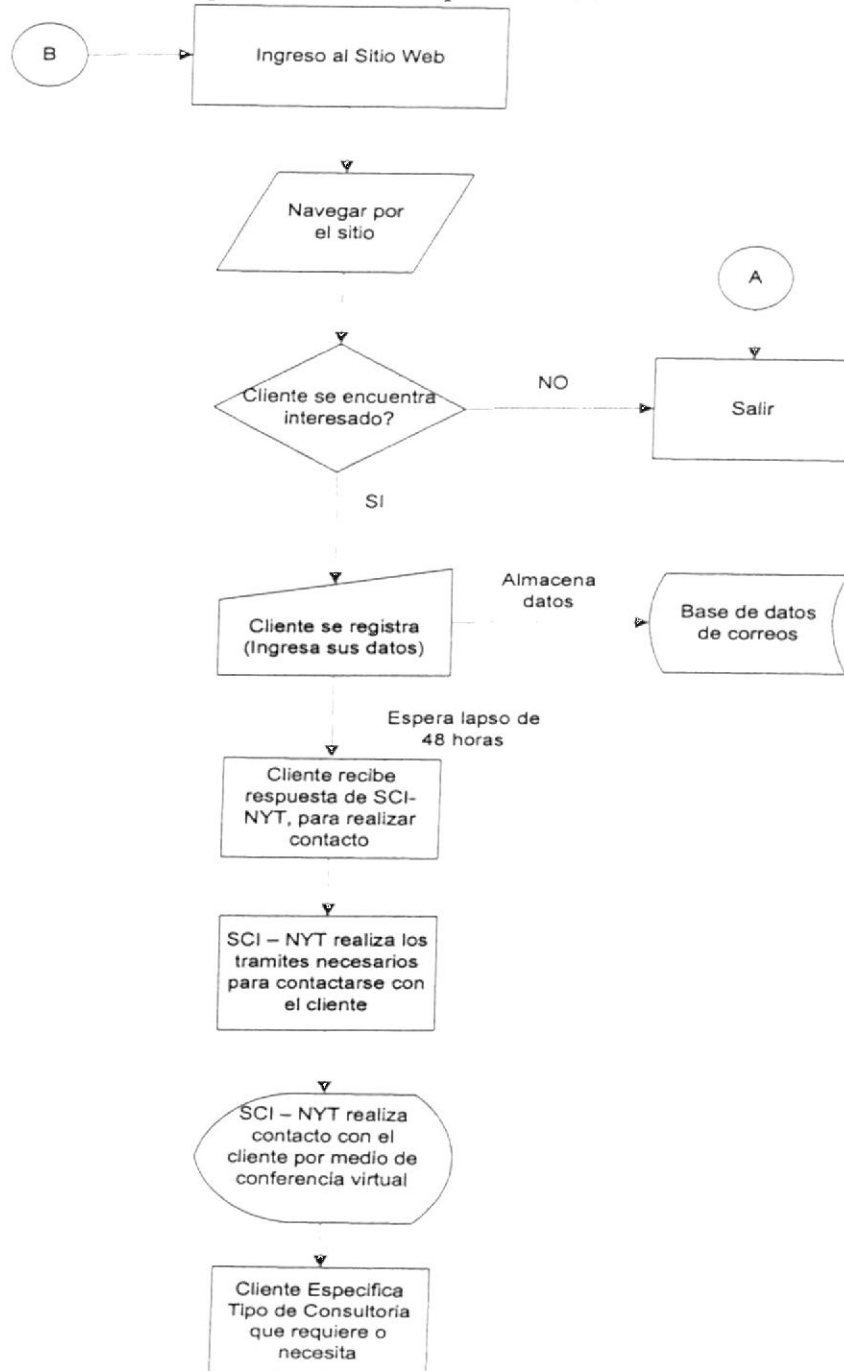 B
Ingreso al Sitio Web
Navegar por
el sitio
A
Cliente se encuentra
interesado?
NO
Salir
SI
Almacena
datos
Base de datos
de correos
Cliente se registra
(Ingresa sus datos)
Espera lapso de
48 horas
Cliente recibe
respuesta de SCI-
NYT, para realizar
contacto
SCI – NYT realiza los
tramites necesarios
para contactarse con
el cliente
SCI – NYT realiza
contacto con el
cliente por medio de
conferencia virtual
Cliente Especifica
Tipo de Consultoría
que requiere o
necesita